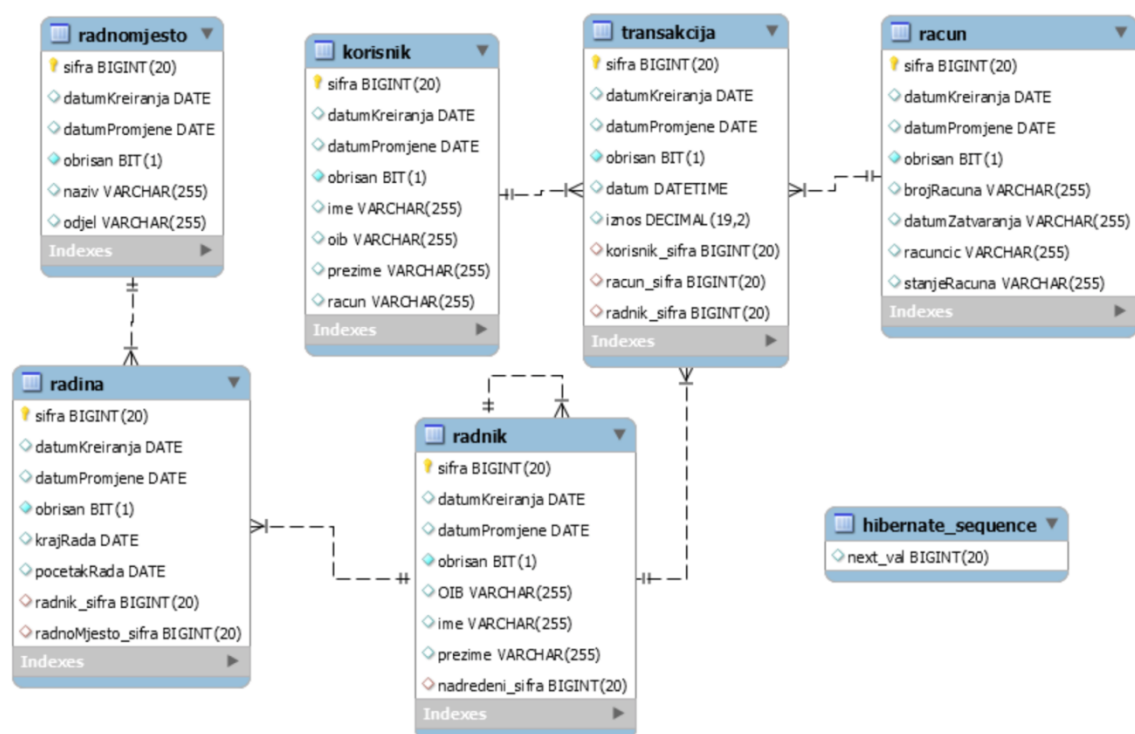 radnomjesto
sifra BIGINT(20)
datumKreiranja DATE
datumPromjene DATE
obrisan BIT(1)
naziv VARCHAR(255)
odjel VARCHAR(255)
Indexes
korisnik
sifra BIGINT(20)
datumKreiranja DATE
datumPromjene DATE
obrisan BIT(1)
ime VARCHAR(255)
oib VARCHAR(255)
prezime VARCHAR(255)
racun VARCHAR(255)
Indexes
transakcija
sifra BIGINT(20)
datumKreiranja DATE
datumPromjene DATE
obrisan BIT(1)
datum DATETIME
iznos DECIMAL(19,2)
korisnik_sifra BIGINT(20)
racun_sifra BIGINT(20)
radnik_sifra BIGINT(20)
Indexes
racun
sifra BIGINT(20)
datumKreiranja DATE
datumPromjene DATE
obrisan BIT(1)
brojRacuna VARCHAR(255)
datumZatvaranja VARCHAR(255)
racuncic VARCHAR(255)
stanjeRacuna VARCHAR(255)
Indexes
radina
sifra BIGINT(20)
datumKreiranja DATE
datumPromjene DATE
obrisan BIT(1)
krajRada DATE
pocetakRada DATE
radnik_sifra BIGINT(20)
radnoMjesto_sifra BIGINT(20)
Indexes
radnik
sifra BIGINT(20)
datumKreiranja DATE
datumPromjene DATE
obrisan BIT(1)
OIB VARCHAR(255)
ime VARCHAR(255)
prezime VARCHAR(255)
nadredeni_sifra BIGINT(20)
Indexes
hibernate_sequence
next_val BIGINT(20)